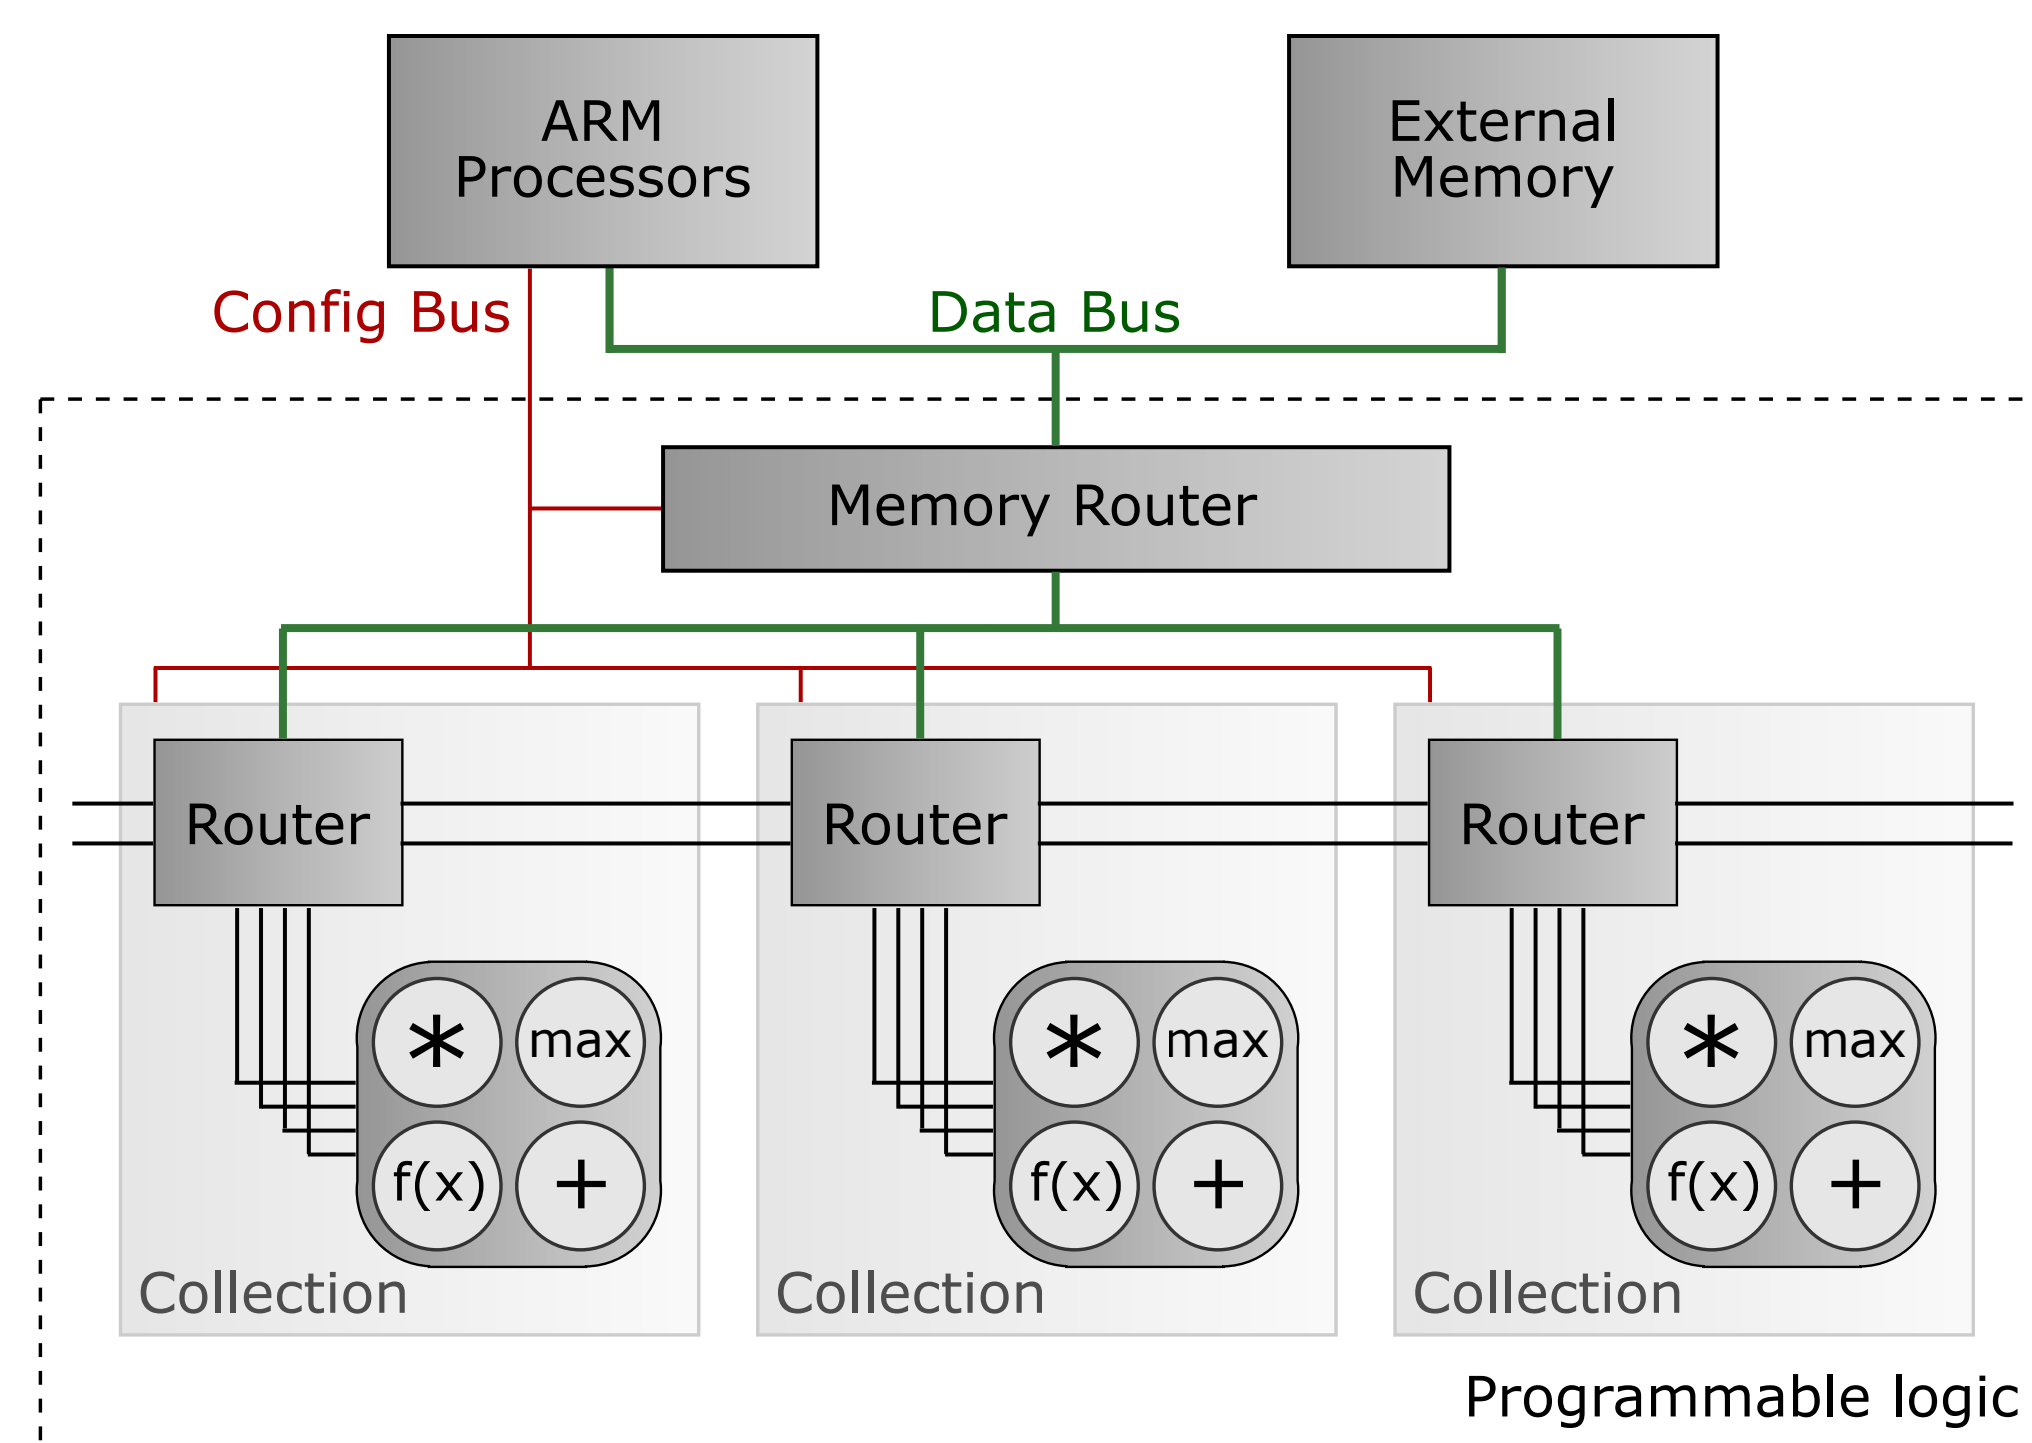 ARM
Processors
External
Memory
Config Bus
Data Bus
Memory Router
Router
Router
Router
* max
f(x) +
* max
f(x) +
* max
f(x) +
Collection
Collection
Collection
Programmable logic